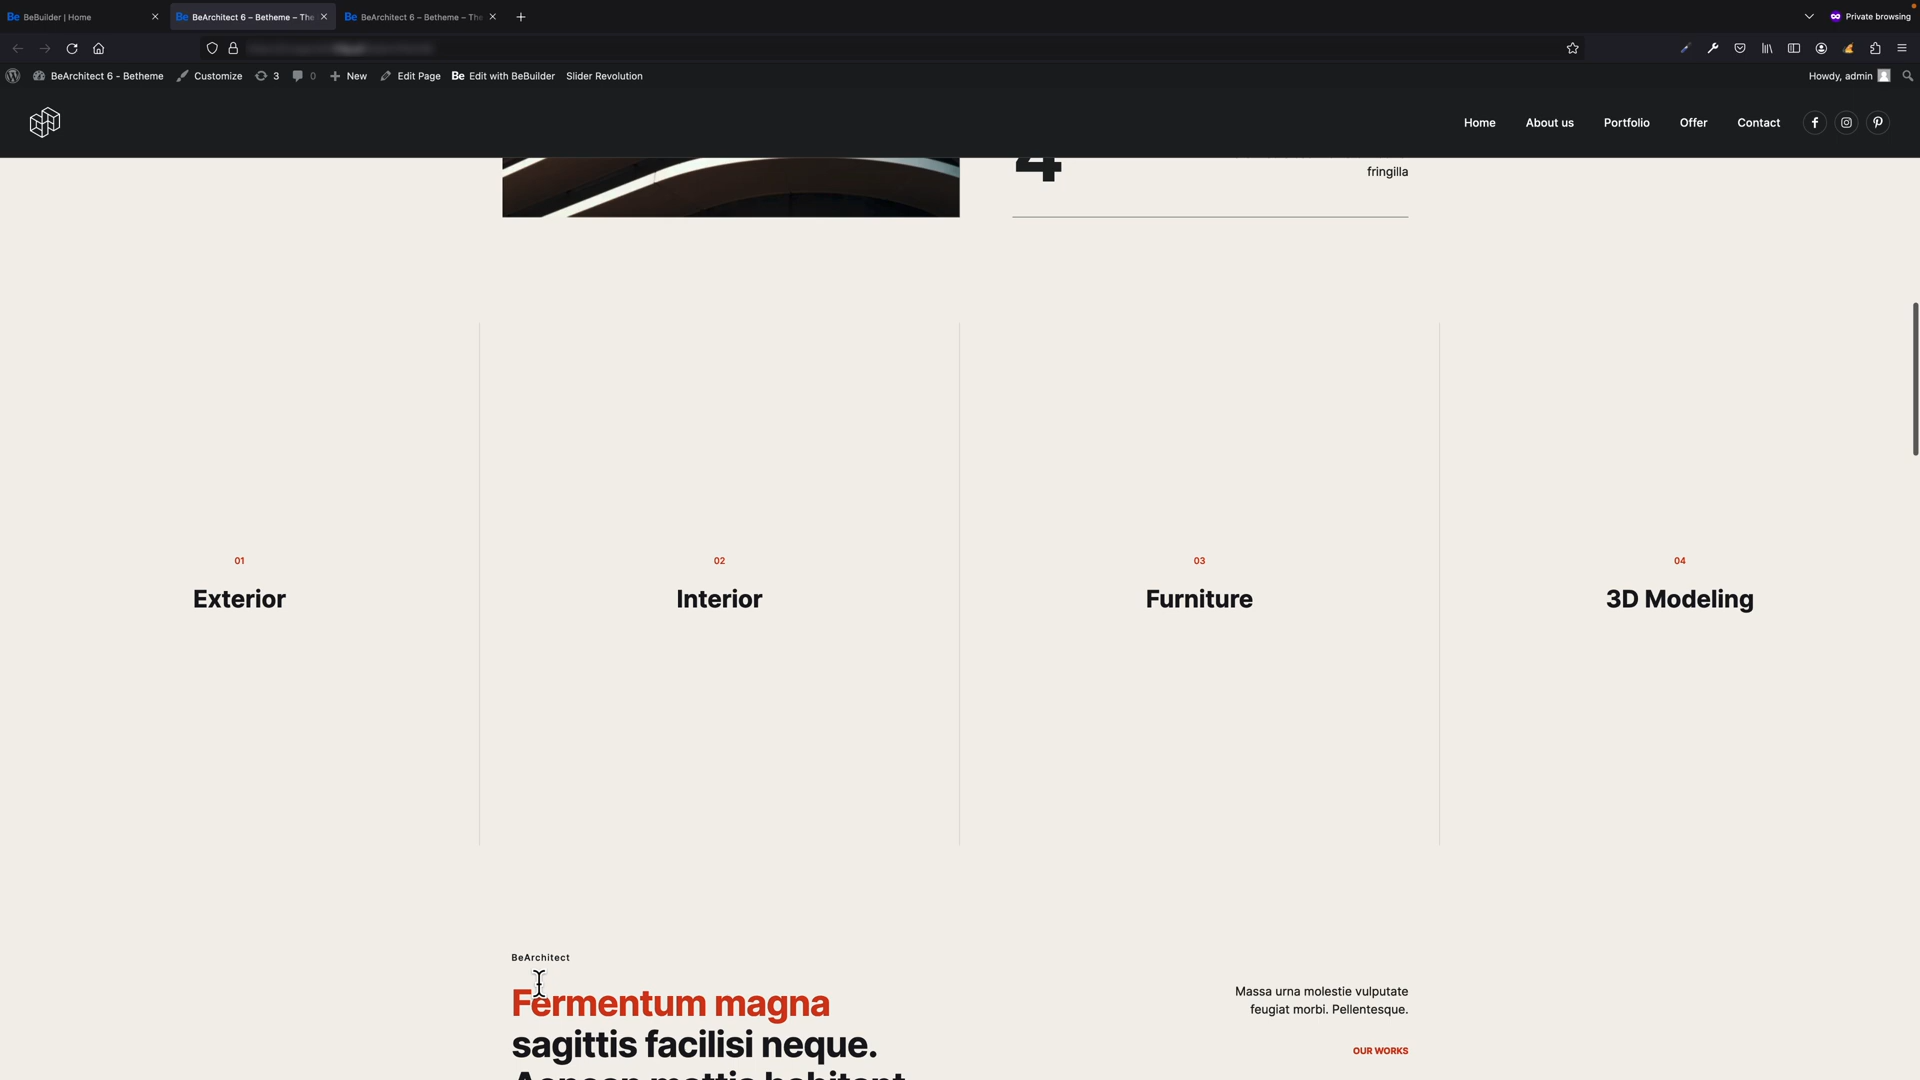 BeBuilder | Home
BeArchitect 6 – Betheme – The
BeArchitect 6 – Betheme – The
Private browsing
BeArchitect 6 - Betheme
Customize
3
0
New
Edit Page
Be Edit with BeBuilder
Slider Revolution
Howdy, admin
Home
About us
Portfolio
Offer
Contact
4
fringilla
01
Exterior
02
Interior
03
Furniture
04
3D Modeling
BeArchitect
Fermentum magna
sagittis facilisi neque.
Aenean mattis habitant
Massa urna molestie vulputate
feugiat morbi. Pellentesque.
OUR WORKS